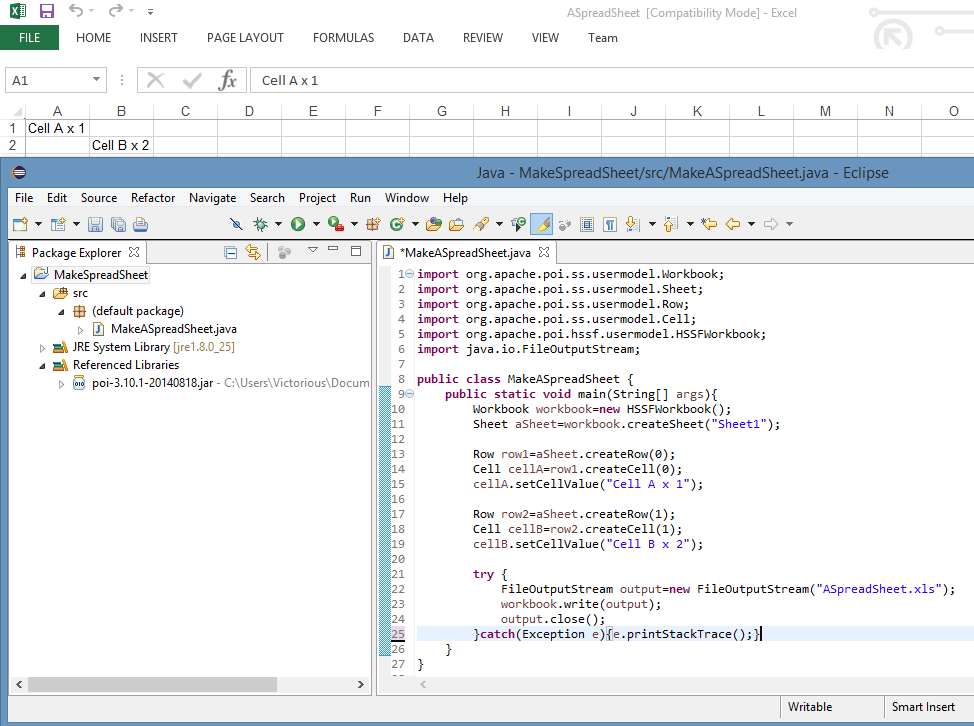 ASpreadSheet [Compatibility Mode] - Excel
FILE HOME INSERT PAGE LAYOUT FORMULAS DATA REVIEW VIEW Team
A1 fx Cell A x 1
A B C D E F G H I J K L M N O
1 Cell A x 1
2 Cell B x 2
Java - MakeSpreadSheet/src/MakeASpreadSheet.java - Eclipse
File Edit Source Refactor Navigate Search Project Run Window Help
Package Explorer
MakeSpreadSheet
src
(default package)
MakeASpreadSheet.java
JRE System Library [jre1.8.0_25]
Referenced Libraries
poi-3.10.1-20140818.jar - C:\Users\Victorious\Docum
*MakeASpreadSheet.java
1 import org.apache.poi.ss.usermodel.Workbook;
2 import org.apache.poi.ss.usermodel.Sheet;
3 import org.apache.poi.ss.usermodel.Row;
4 import org.apache.poi.ss.usermodel.Cell;
5 import org.apache.poi.hssf.usermodel.HSSFWorkbook;
6 import java.io.FileOutputStream;
7
8 public class MakeASpreadSheet {
9 public static void main(String[] args){
10 Workbook workbook=new HSSFWorkbook();
11 Sheet aSheet=workbook.createSheet("Sheet1");
12
13 Row row1=aSheet.createRow(0);
14 Cell cellA=row1.createCell(0);
15 cellA.setCellValue("Cell A x 1");
16
17 Row row2=aSheet.createRow(1);
18 Cell cellB=row2.createCell(1);
19 cellB.setCellValue("Cell B x 2");
20
21 try {
22 FileOutputStream output=new FileOutputStream("ASpreadSheet.xls");
23 workbook.write(output);
24 output.close();
25 }catch(Exception e){e.printStackTrace();}
26 }
27 }
Writable Smart Insert